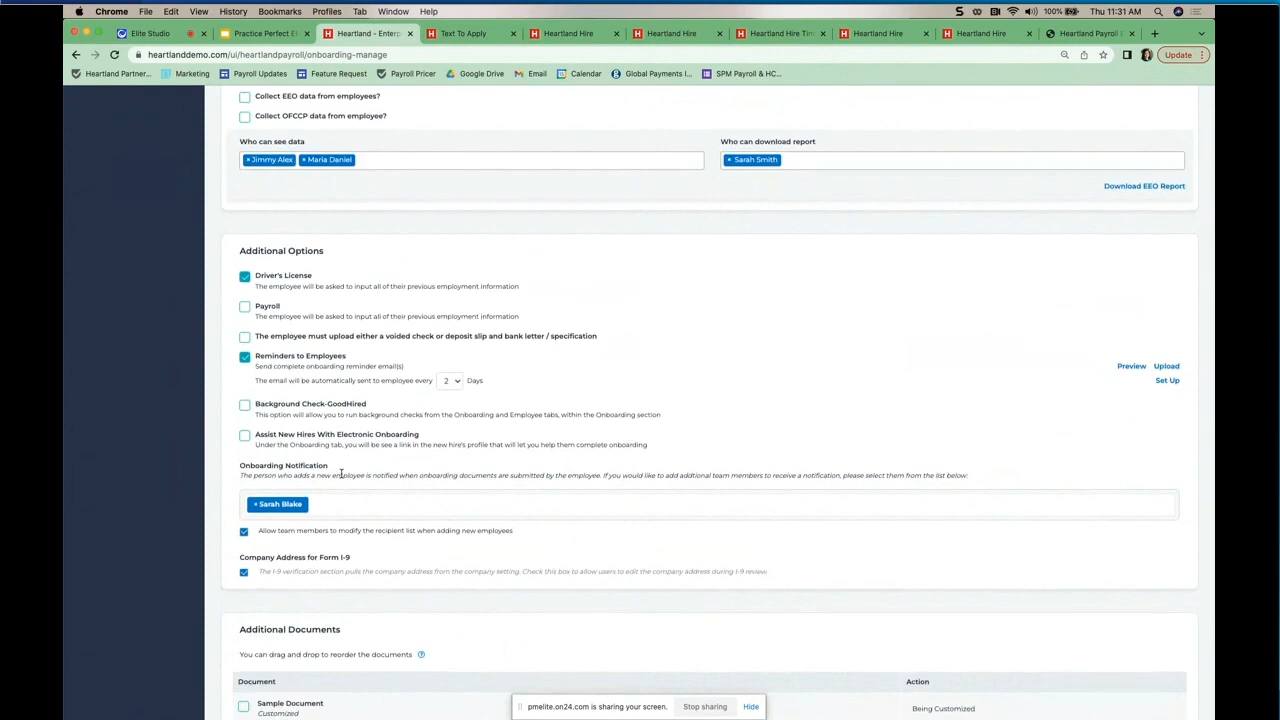 Chrome File Edit View History Bookmarks Profiles Tab Window Help 100% Thu 11:31 AM
Elite Studio Practice Perfect El Heartland - Enterp Text To Apply Heartland Hire Heartland Hire Heartland Hire Tim Heartland Hire Heartland Hire Heartland Payroll E
heartlanddemo.com/ui/heartlandpayroll/onboarding-manage Update
Heartland Partner... Marketing Payroll Updates Feature Request Payroll Pricer Google Drive Email Calendar Global Payments I... SPM Payroll & HC...
Collect EEO data from employees?
Collect OFCCP data from employee?
Who can see data Who can download report
× Jimmy Alex × Maria Daniel × Sarah Smith
Download EEO Report
Additional Options
Driver's License
The employee will be asked to input all of their previous employment information
Payroll
The employee will be asked to input all of their previous employment information
The employee must upload either a voided check or deposit slip and bank letter / specification
Reminders to Employees
Send complete onboarding reminder email(s) Preview Upload
The email will be automatically sent to employee every 2 Days Set Up
Background Check-GoodHired
This option will allow you to run background checks from the Onboarding and Employee tabs, within the Onboarding section
Assist New Hires With Electronic Onboarding
Under the Onboarding tab, you will be see a link in the new hire's profile that will let you help them complete onboarding
Onboarding Notification
The person who adds a new employee is notified when onboarding documents are submitted by the employee. If you would like to add addtional team members to receive a notification, please select them from the list below:
× Sarah Blake
Allow team members to modify the recipient list when adding new employees
Company Address for Form I-9
The I-9 verification section pulls the company address from the company setting. Check this box to allow users to edit the company address during I-9 review.
Additional Documents
You can drag and drop to reorder the documents
Document Action
Sample Document
Customized Being Customized
pmelite.on24.com is sharing your screen. Stop sharing Hide